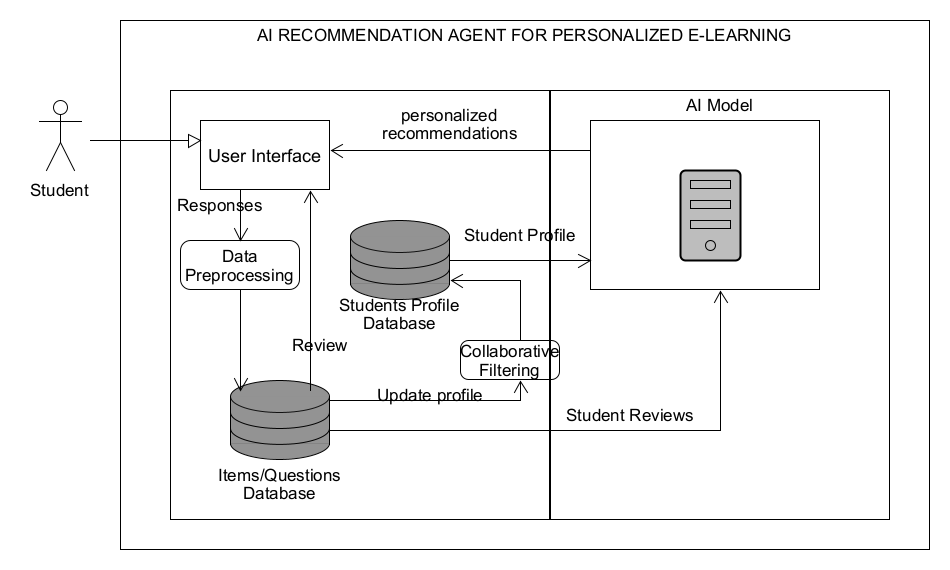 AI RECOMMENDATION AGENT FOR PERSONALIZED E-LEARNING
AI Model
personalized
recommendations
User Interface
Student
Responses
Student Profile
Data
Preprocessing
Students Profile
Database
Review
Collaborative
Filtering
Update profile
Student Reviews
Items/Questions
Database